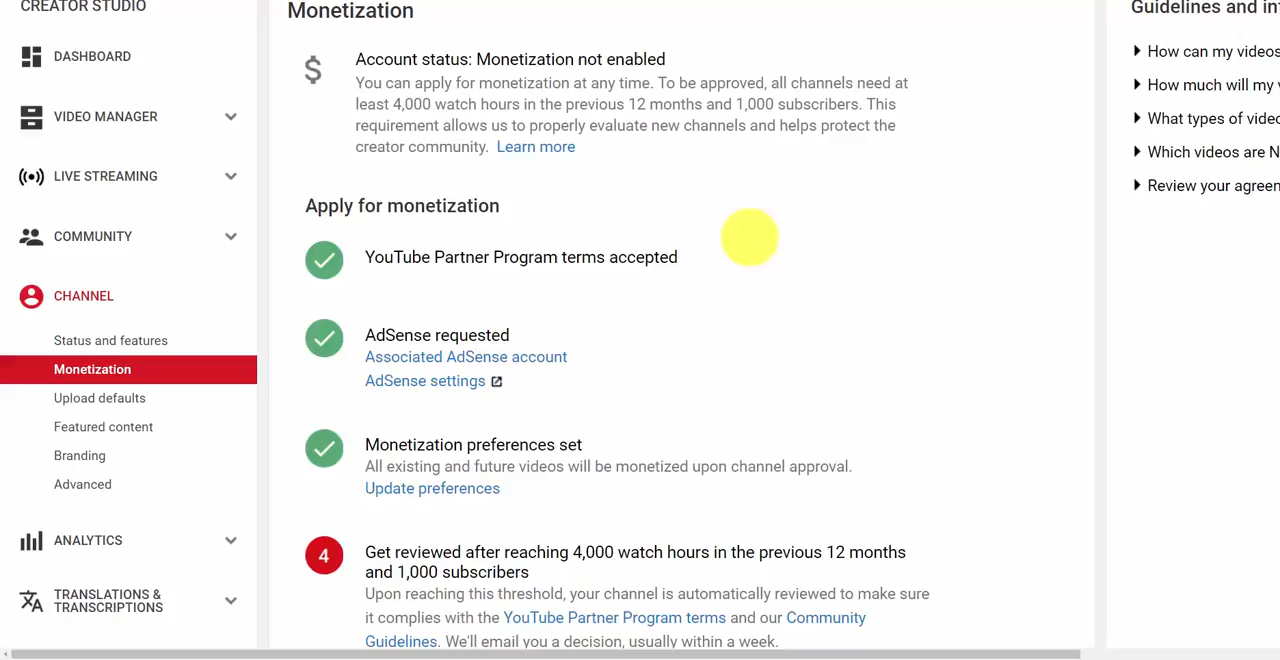 CREATOR STUDIO
DASHBOARD
VIDEO MANAGER
LIVE STREAMING
COMMUNITY
CHANNEL
Status and features
Monetization
Upload defaults
Featured content
Branding
Advanced
ANALYTICS
TRANSLATIONS &
TRANSCRIPTIONS
Monetization
$
Account status: Monetization not enabled
You can apply for monetization at any time. To be approved, all channels need at
least 4,000 watch hours in the previous 12 months and 1,000 subscribers. This
requirement allows us to properly evaluate new channels and helps protect the
creator community. Learn more
Apply for monetization
YouTube Partner Program terms accepted
AdSense requested
Associated AdSense account
AdSense settings
Monetization preferences set
All existing and future videos will be monetized upon channel approval.
Update preferences
4
Get reviewed after reaching 4,000 watch hours in the previous 12 months
and 1,000 subscribers
Upon reaching this threshold, your channel is automatically reviewed to make sure
it complies with the YouTube Partner Program terms and our Community
Guidelines. We'll email you a decision, usually within a week.
Guidelines and
How can my videos
How much will my
What types of
Which videos are
Review your